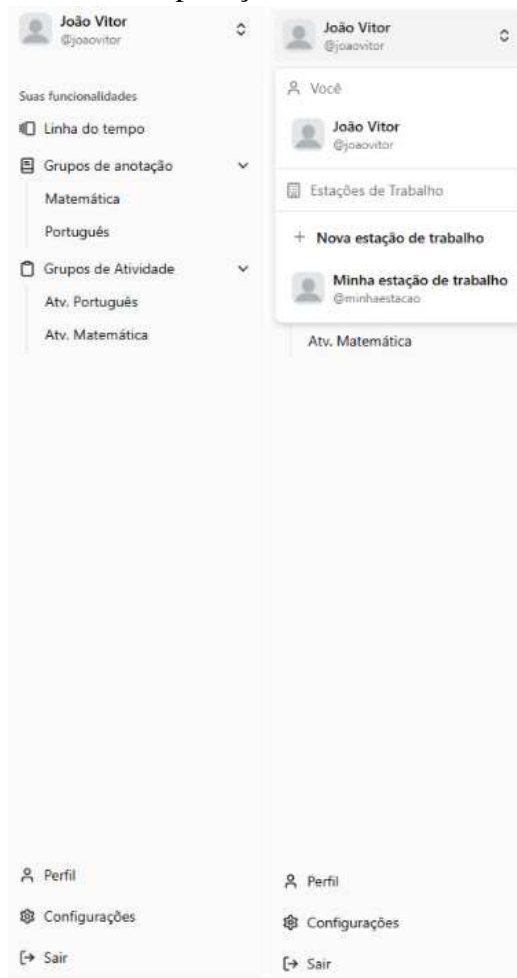 João Vitor
@joaovitor
Suas funcionalidades
Linha do tempo
Grupos de anotação
Matemática
Português
Grupos de Atividade
Atv. Português
Atv. Matemática
Perfil
Configurações
Sair
João Vitor
@joaovitor
Você
João Vitor
@joaovitor
Estações de Trabalho
+ Nova estação de trabalho
Minha estação de trabalho
@minhaestacao
Atv. Matemática
Perfil
Configurações
Sair